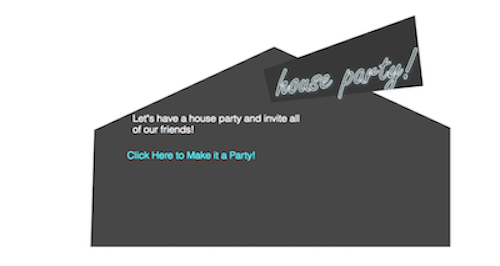 house party!
Let"s have a house party and invite all
of our friends!
Click Here to Make it a Party!